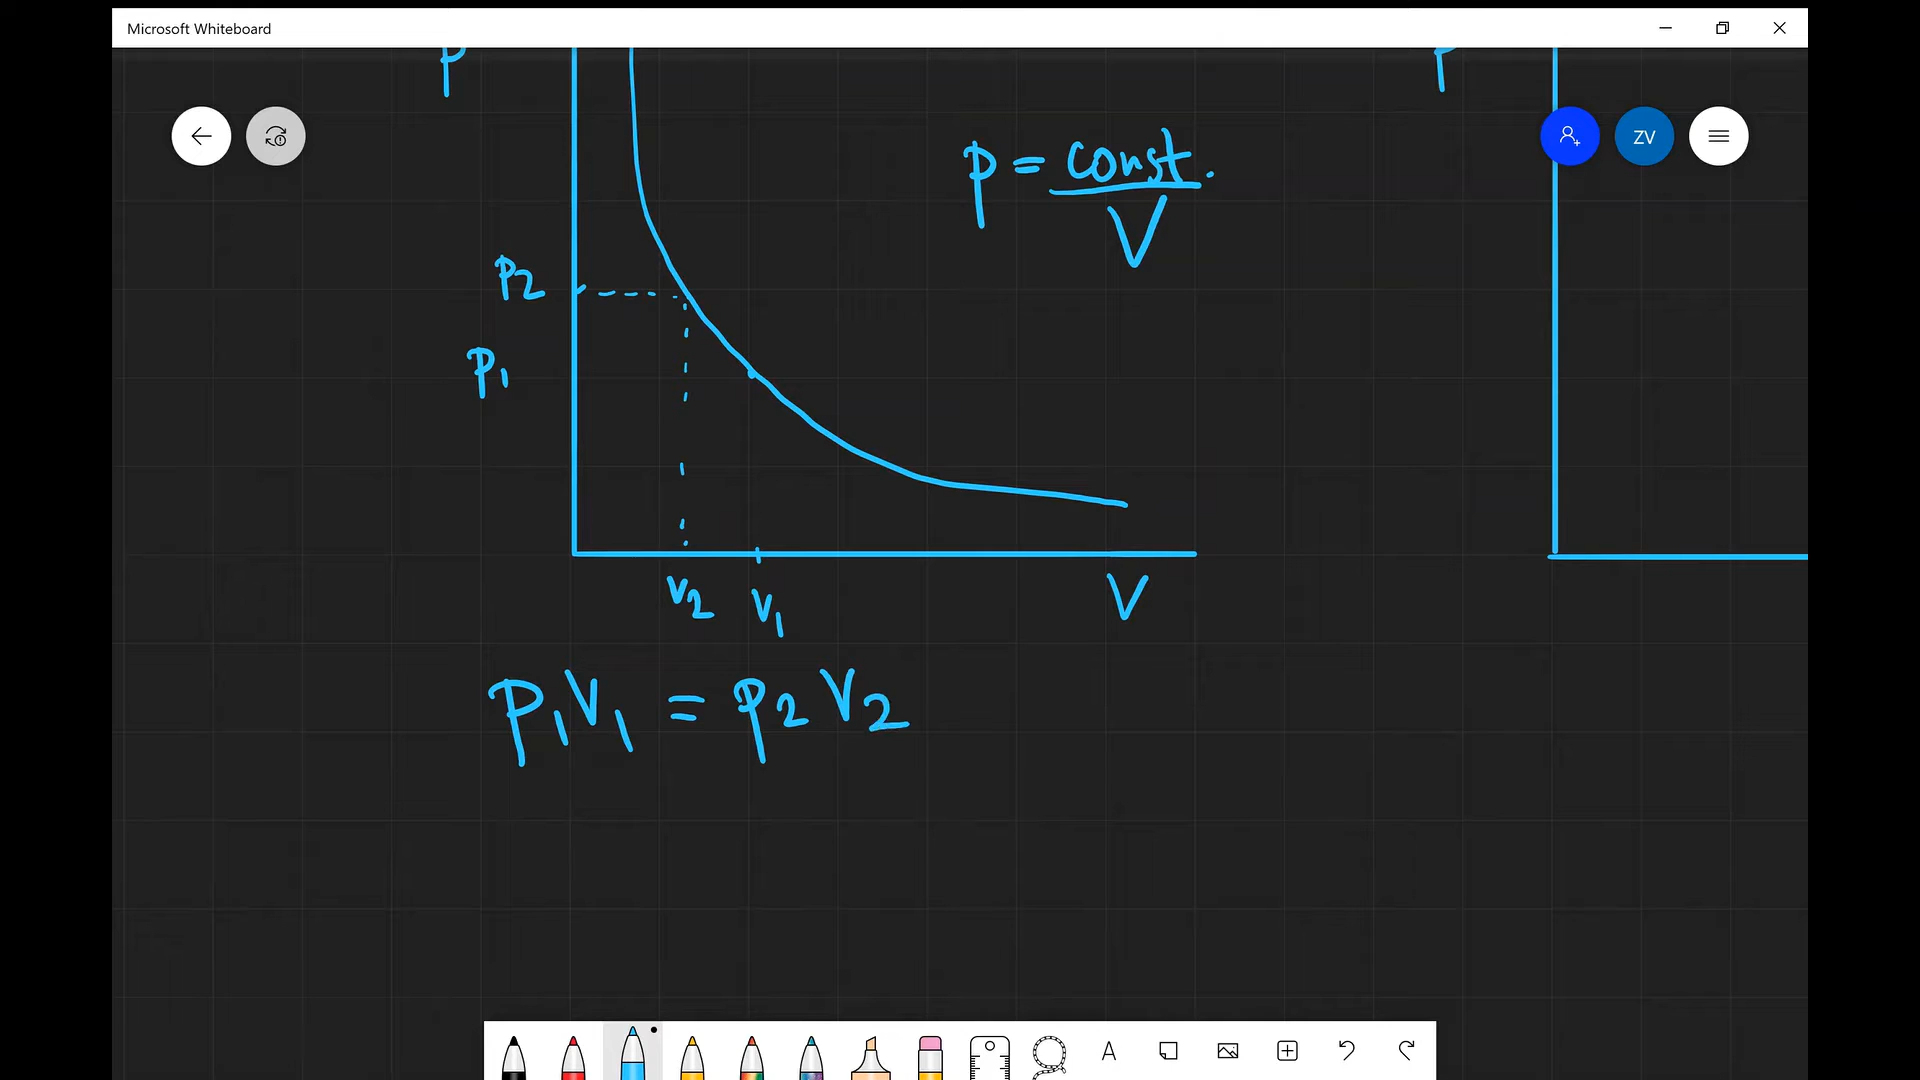 Microsoft Whiteboard
p
p
ZV
p = const.
V
p2
p1
v2
v1
V
p1V1 = p2V2
A